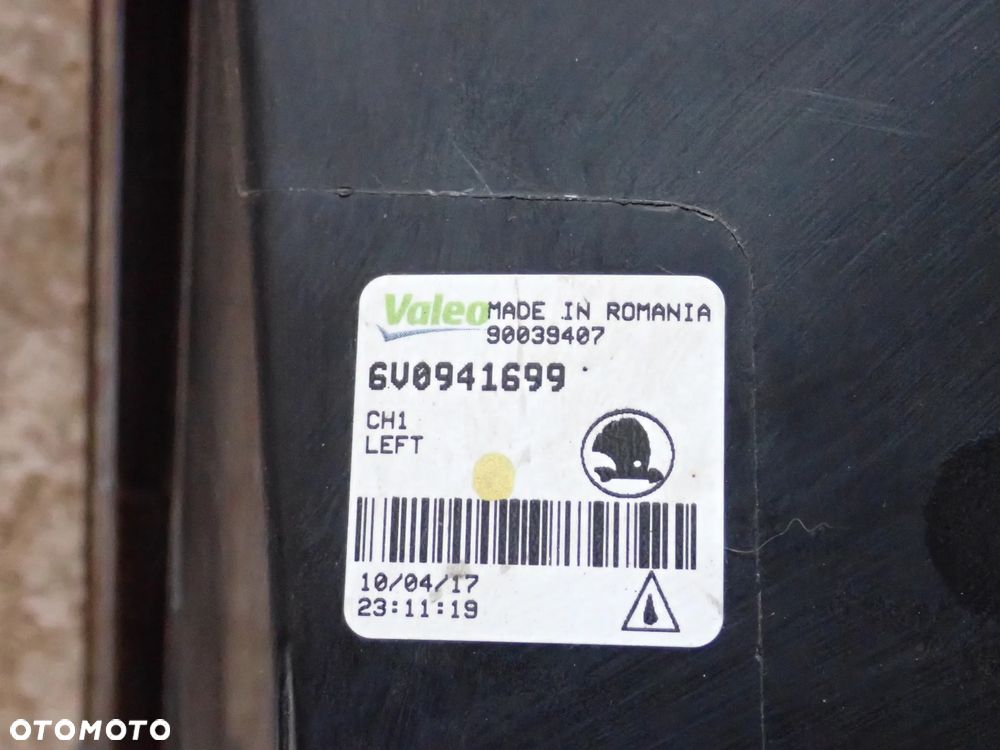 Valeo MADE IN ROMANIA
90039407
6V0941699
CH1
LEFT
10/04/17
23:11:19
OTOMOTO